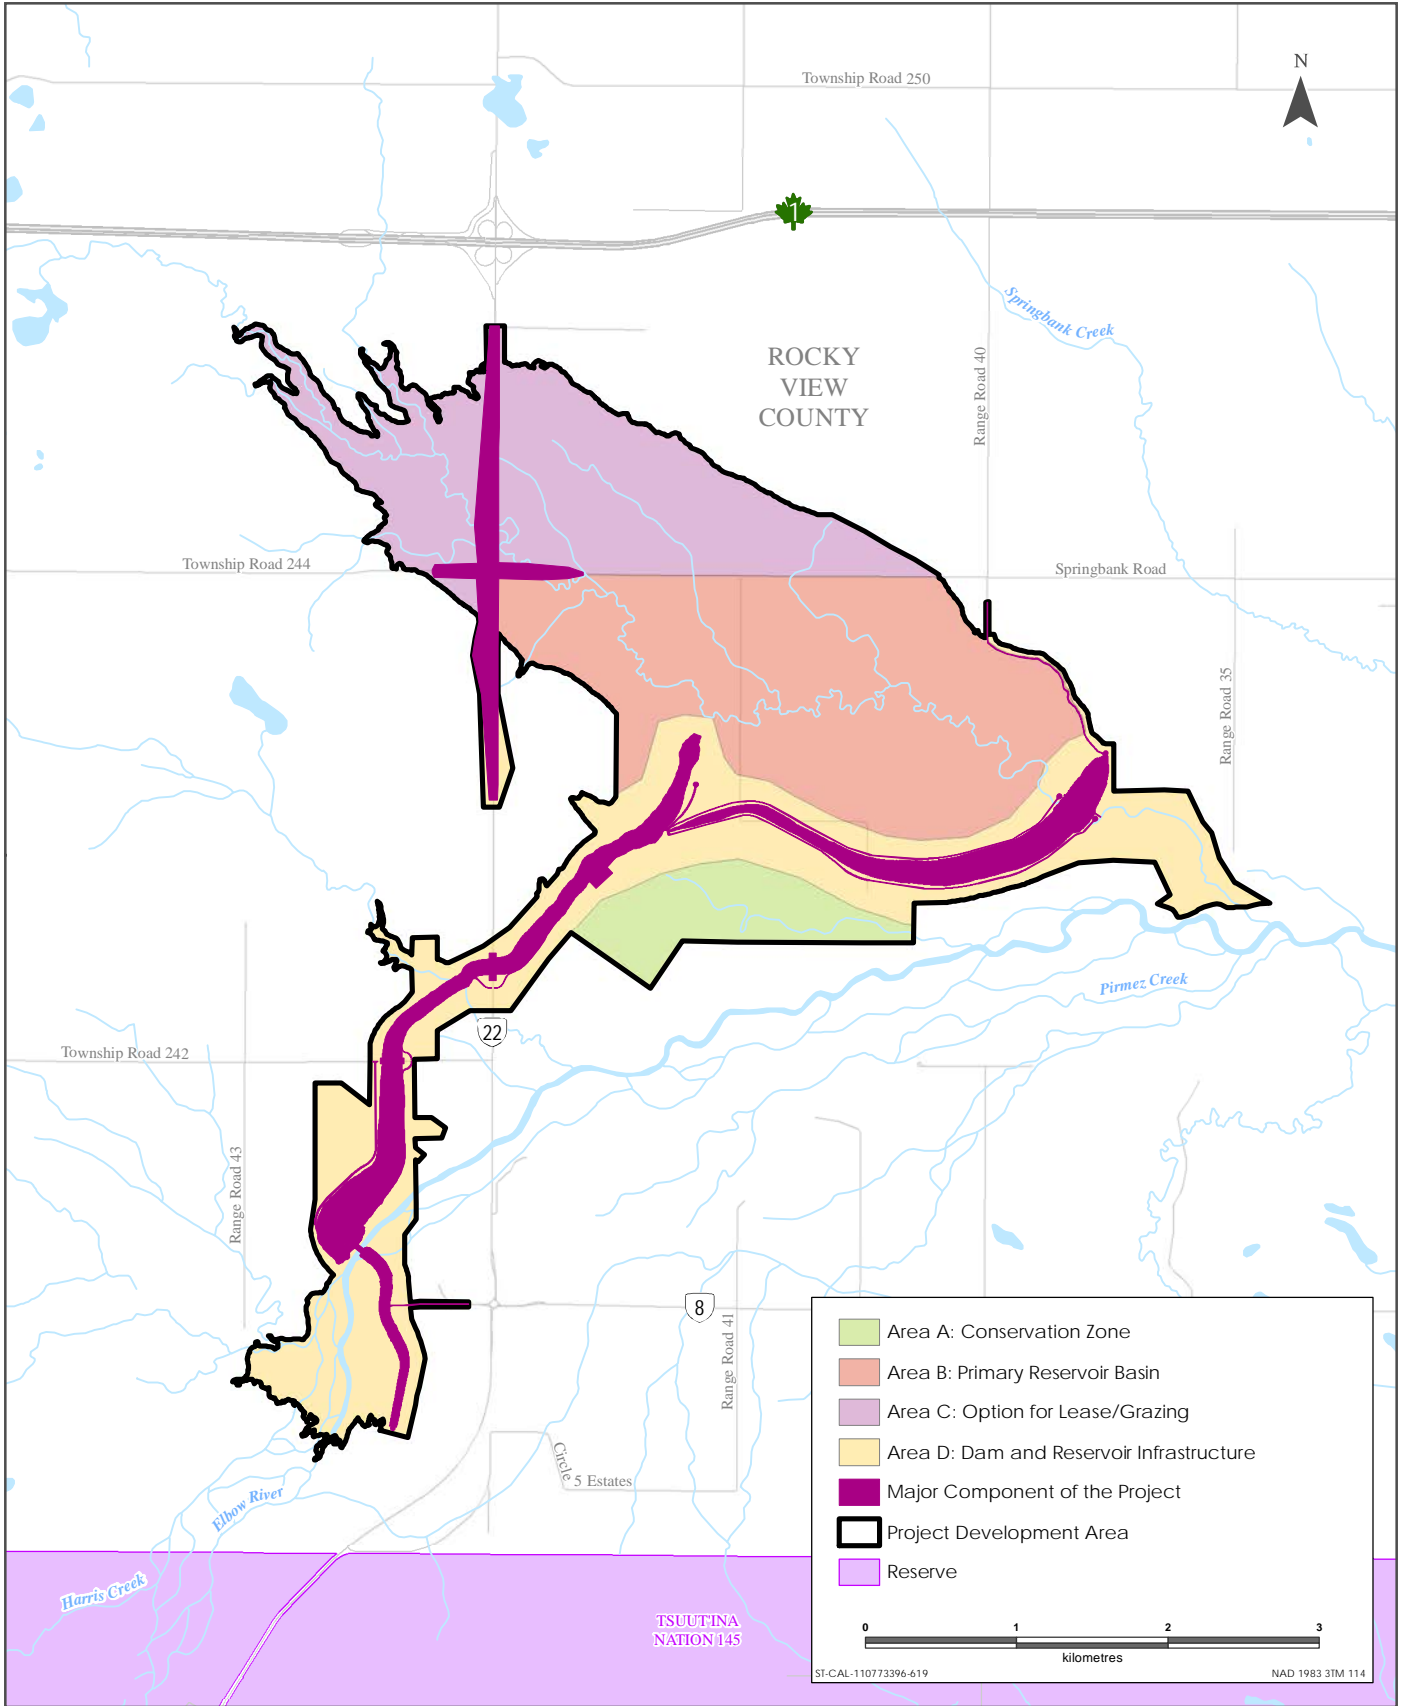 Township Road 250
N
1
Springbank Creek
ROCKY
VIEW
COUNTY
Range Road 40
Township Road 244
Springbank Road
Range Road 35
Pirmez Creek
22
Township Road 242
Range Road 43
8
Range Road 41
Circle
5 Estates
Elbow River
Harris Creek
TSUUT'INA
NATION 145
Area A: Conservation Zone
Area B: Primary Reservoir Basin
Area C: Option for Lease/Grazing
Area D: Dam and Reservoir Infrastructure
Major Component of the Project
Project Development Area
Reserve
0 1 2 3
kilometres
ST-CAL-110773396-619
NAD 1983 3TM 114